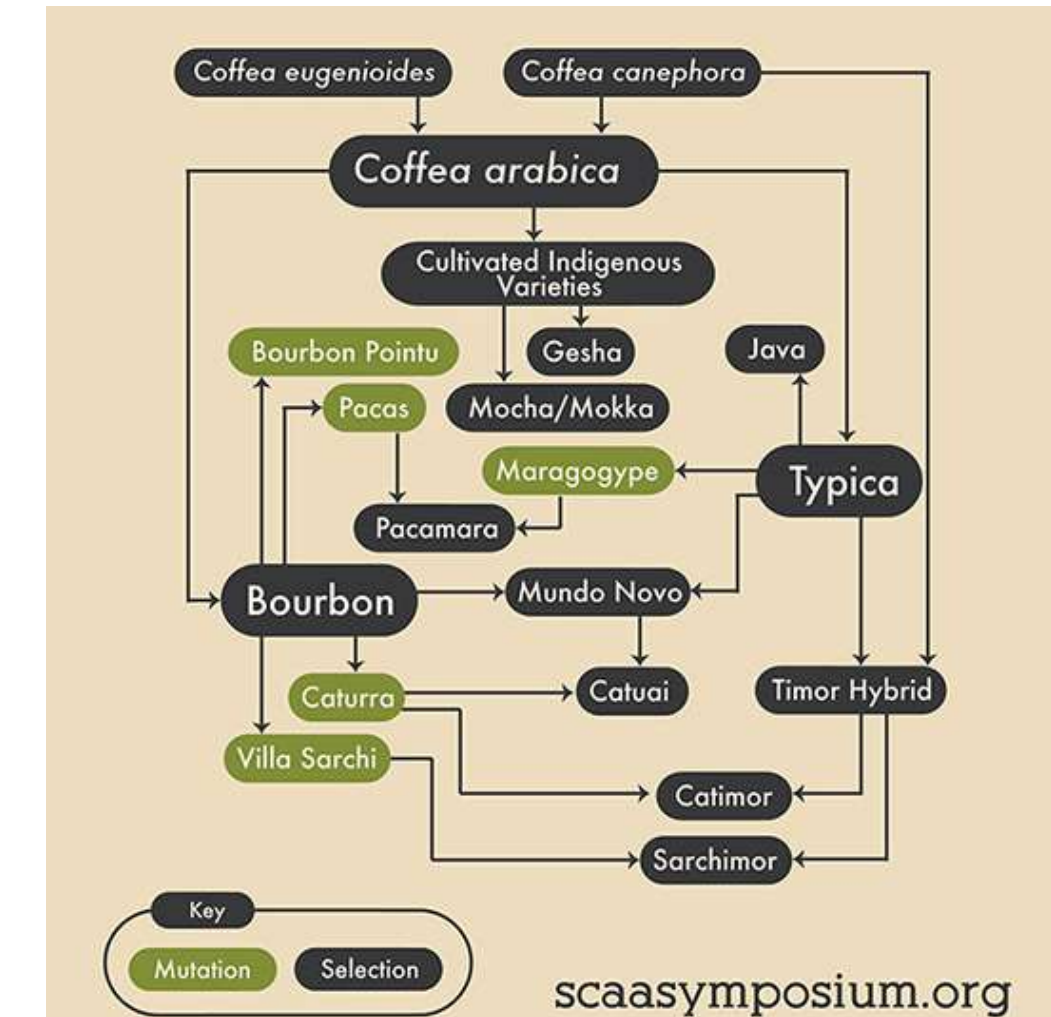 Coffea eugenioides
Coffea canephora
Coffea arabica
Cultivated Indigenous
Varieties
Bourbon Pointu
Gesha
Java
Pacas
Mocha/Mokka
Maragogype
Typica
Pacamara
Bourbon
Mundo Novo
Caturra
Catuai
Timor Hybrid
Villa Sarchi
Catimor
Sarchimor
Key
Mutation
Selection
scaasymposium.org